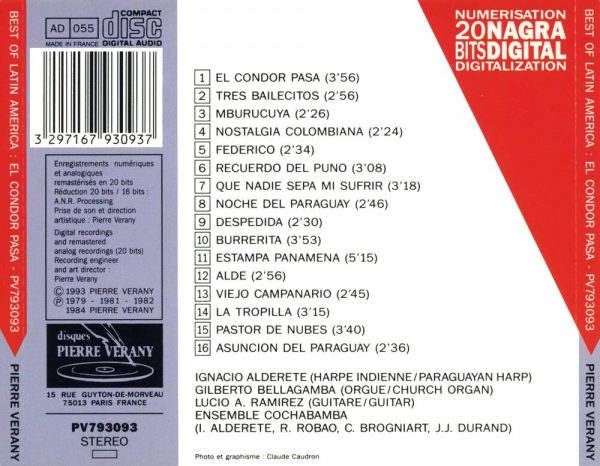 BEST OF LATIN AMERICA : EL CONDOR PASA - PV793093
PIERRE VERANY
AD 055
MADE IN FRANCE
COMPACT
disc
DIGITAL AUDIO
3 297167 930937
Enregistrements numériques
et analogiques
remastérisés en 20 bits
Réduction 20 bits / 16 bits :
A.N.R. Processing
Prise de son et direction
artistique : Pierre Verany
Digital recordings
and remastered
analog recordings (20 bits)
Recording engineer
and art director :
Pierre Verany
© 1993 PIERRE VERANY
℗ 1979 - 1981 - 1982
1984 PIERRE VERANY
disques
PIERRE VERANY
15 RUE GUYTON-DE-MORVEAU
75013 PARIS FRANCE
PV793093
STEREO
NUMERISATION
20NAGRA
BITSDIGITAL
DIGITALIZATION
1 EL CONDOR PASA (3'56)
2 TRES BAILECITOS (2'56)
3 MBURUCUYA (2'26)
4 NOSTALGIA COLOMBIANA (2'24)
5 FEDERICO (2'34)
6 RECUERDO DEL PUNO (3'08)
7 QUE NADIE SEPA MI SUFRIR (3'18)
8 NOCHE DEL PARAGUAY (2'46)
9 DESPEDIDA (2'30)
10 BURRERITA (3'53)
11 ESTAMPA PANAMENA (5'15)
12 ALDE (2'56)
13 VIEJO CAMPANARIO (2'45)
14 LA TROPILLA (3'15)
15 PASTOR DE NUBES (3'40)
16 ASUNCION DEL PARAGUAY (2'36)
IGNACIO ALDERETE (HARPE INDIENNE/PARAGUAYAN HARP)
GILBERTO BELLAGAMBA (ORGUE/CHURCH ORGAN)
LUCIO A. RAMIREZ (GUITARE/GUITAR)
ENSEMBLE COCHABAMBA
(I. ALDERETE, R. ROBAO, C. BROGNIART, J.J. DURAND)
Photo et graphisme : Claude Caudron
BEST OF LATIN AMERICA : EL CONDOR PASA - PV793093
PIERRE VERANY